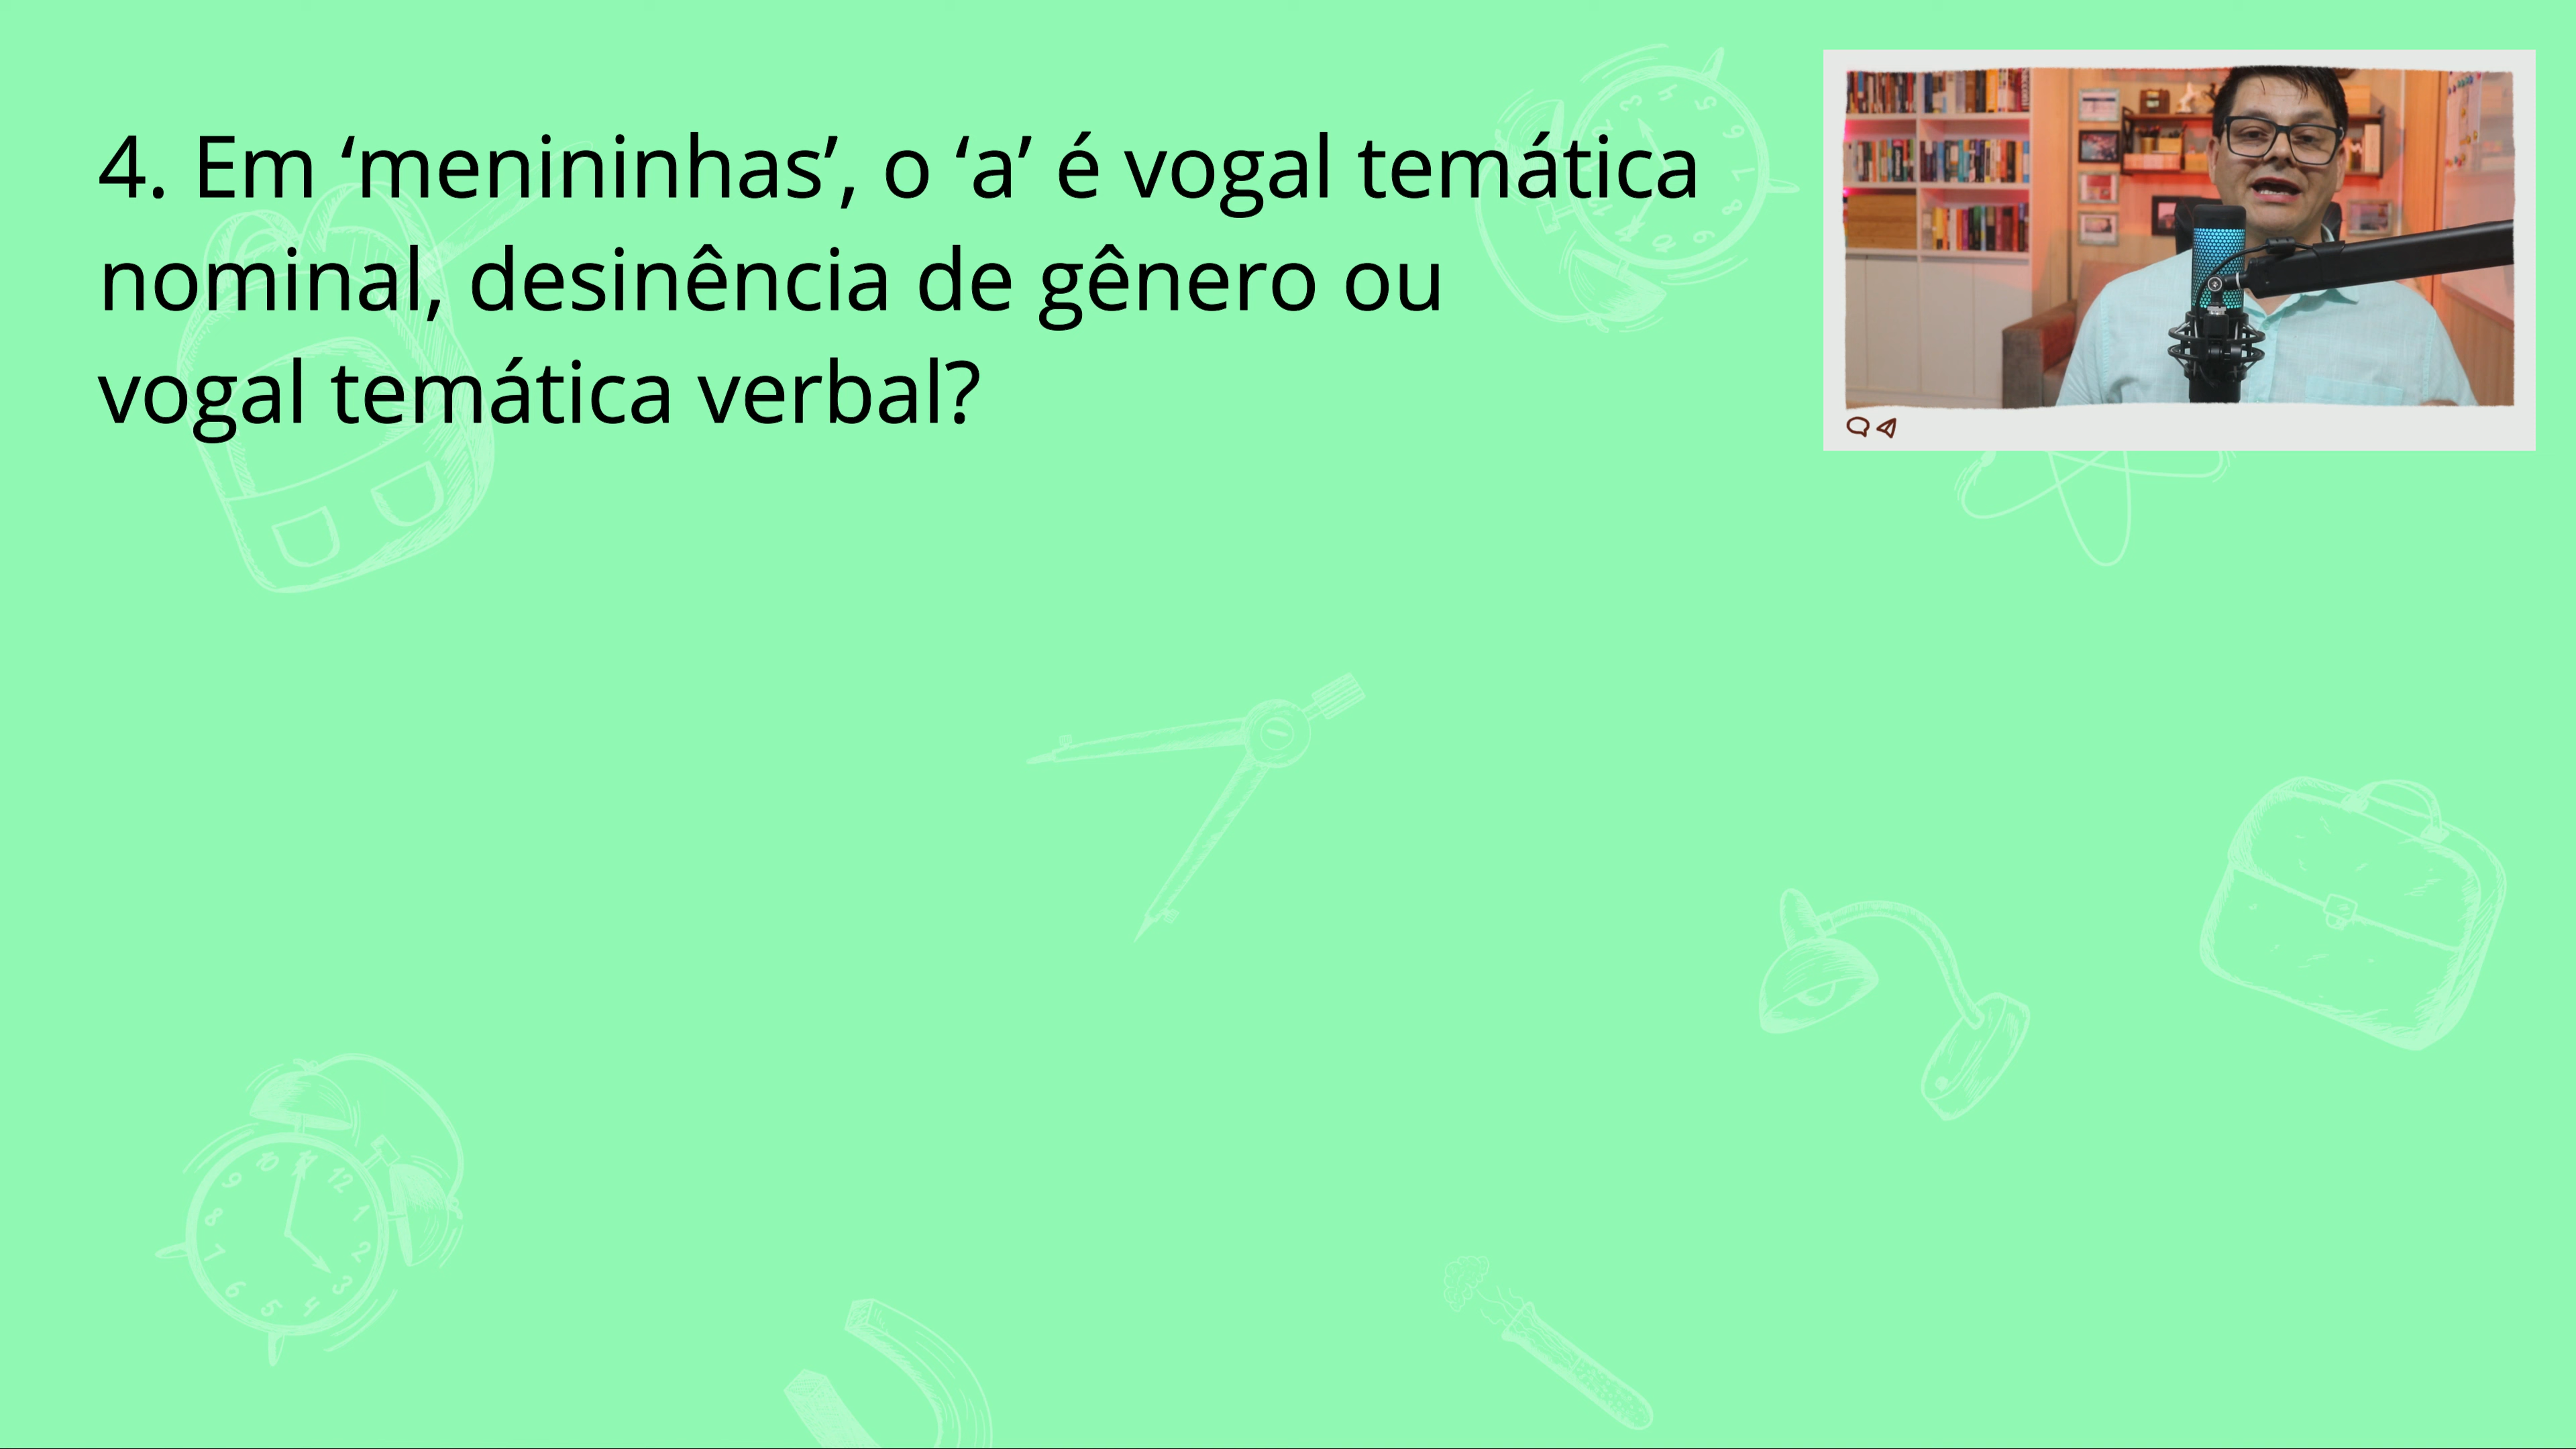 4. Em ‘menininhas’, o ‘a’ é vogal temática
nominal, desinência de gênero ou
vogal temática verbal?